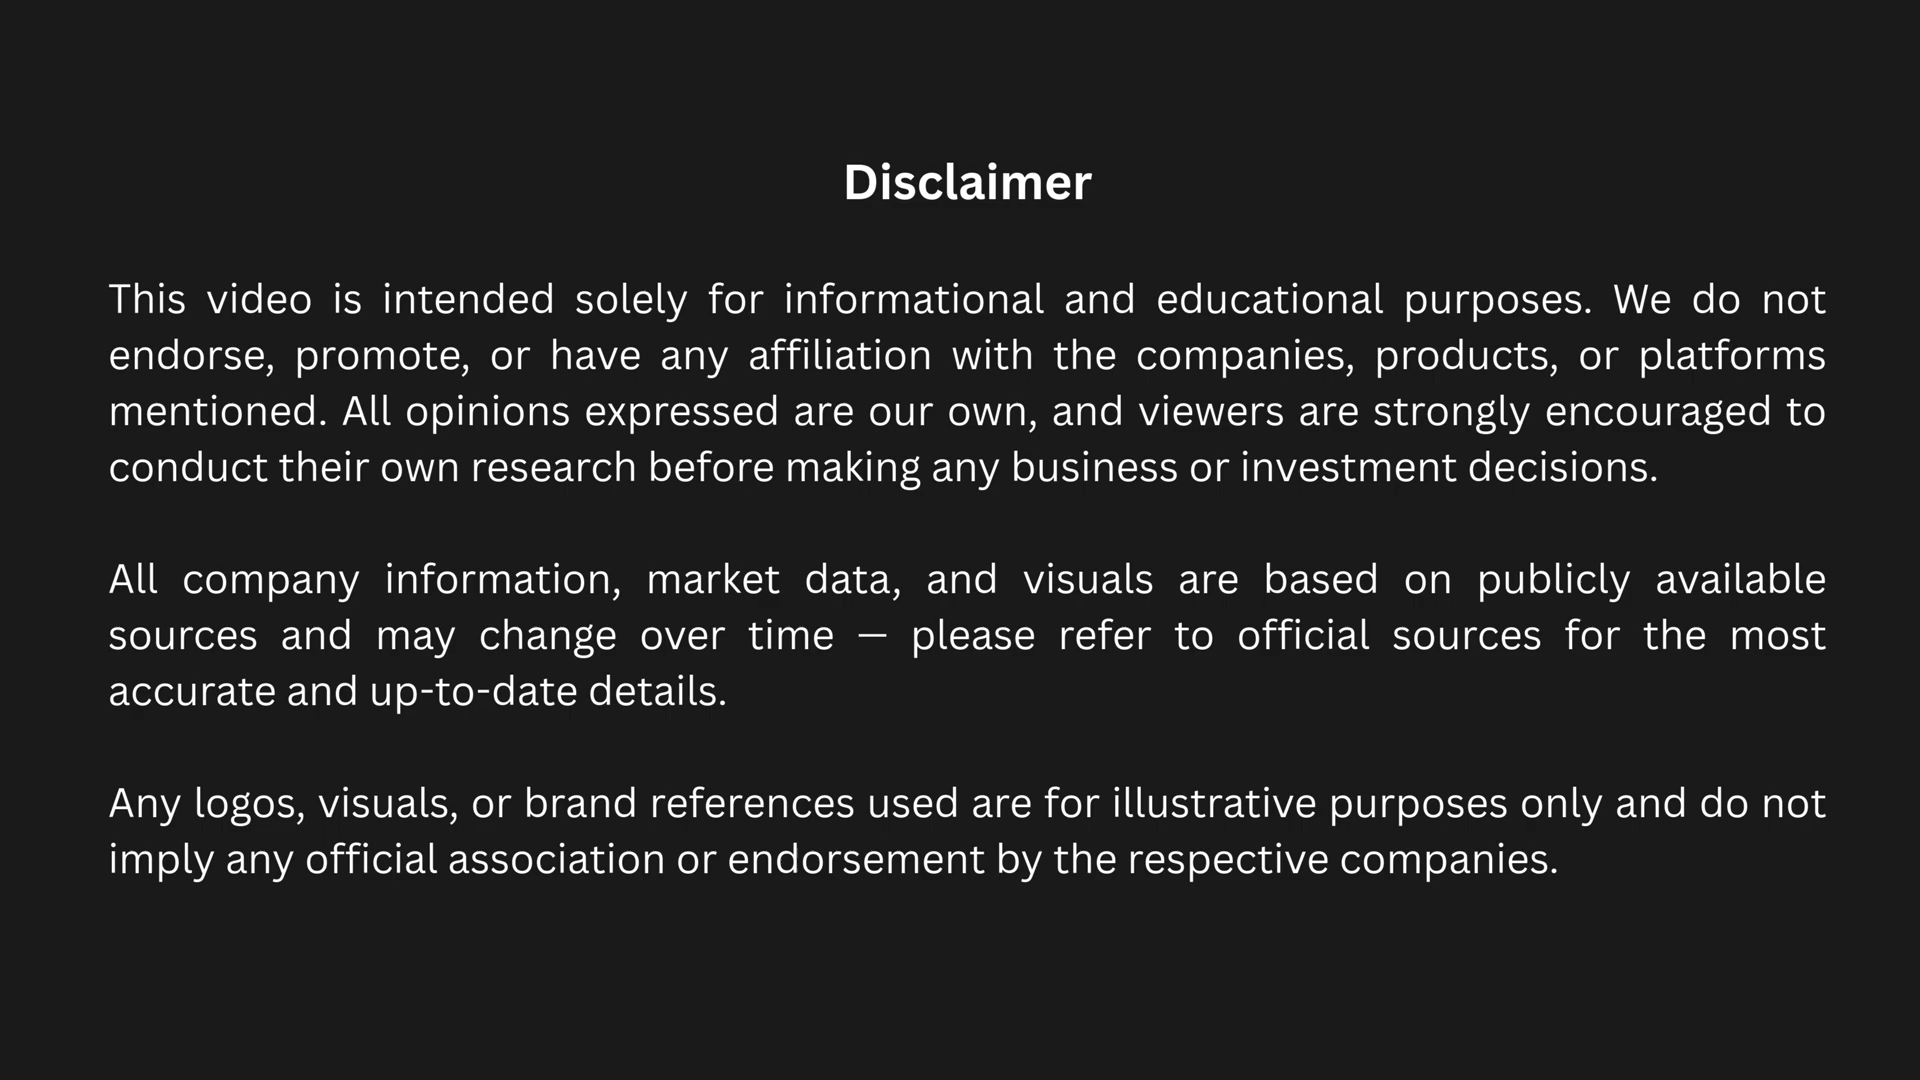 Disclaimer
This video is intended solely for informational and educational purposes. We do not
endorse, promote, or have any affiliation with the companies, products, or platforms
mentioned. All opinions expressed are our own, and viewers are strongly encouraged to
conduct their own research before making any business or investment decisions.
All company information, market data, and visuals are based on publicly available
sources and may change over time — please refer to official sources for the most
accurate and up-to-date details.
Any logos, visuals, or brand references used are for illustrative purposes only and do not
imply any official association or endorsement by the respective companies.